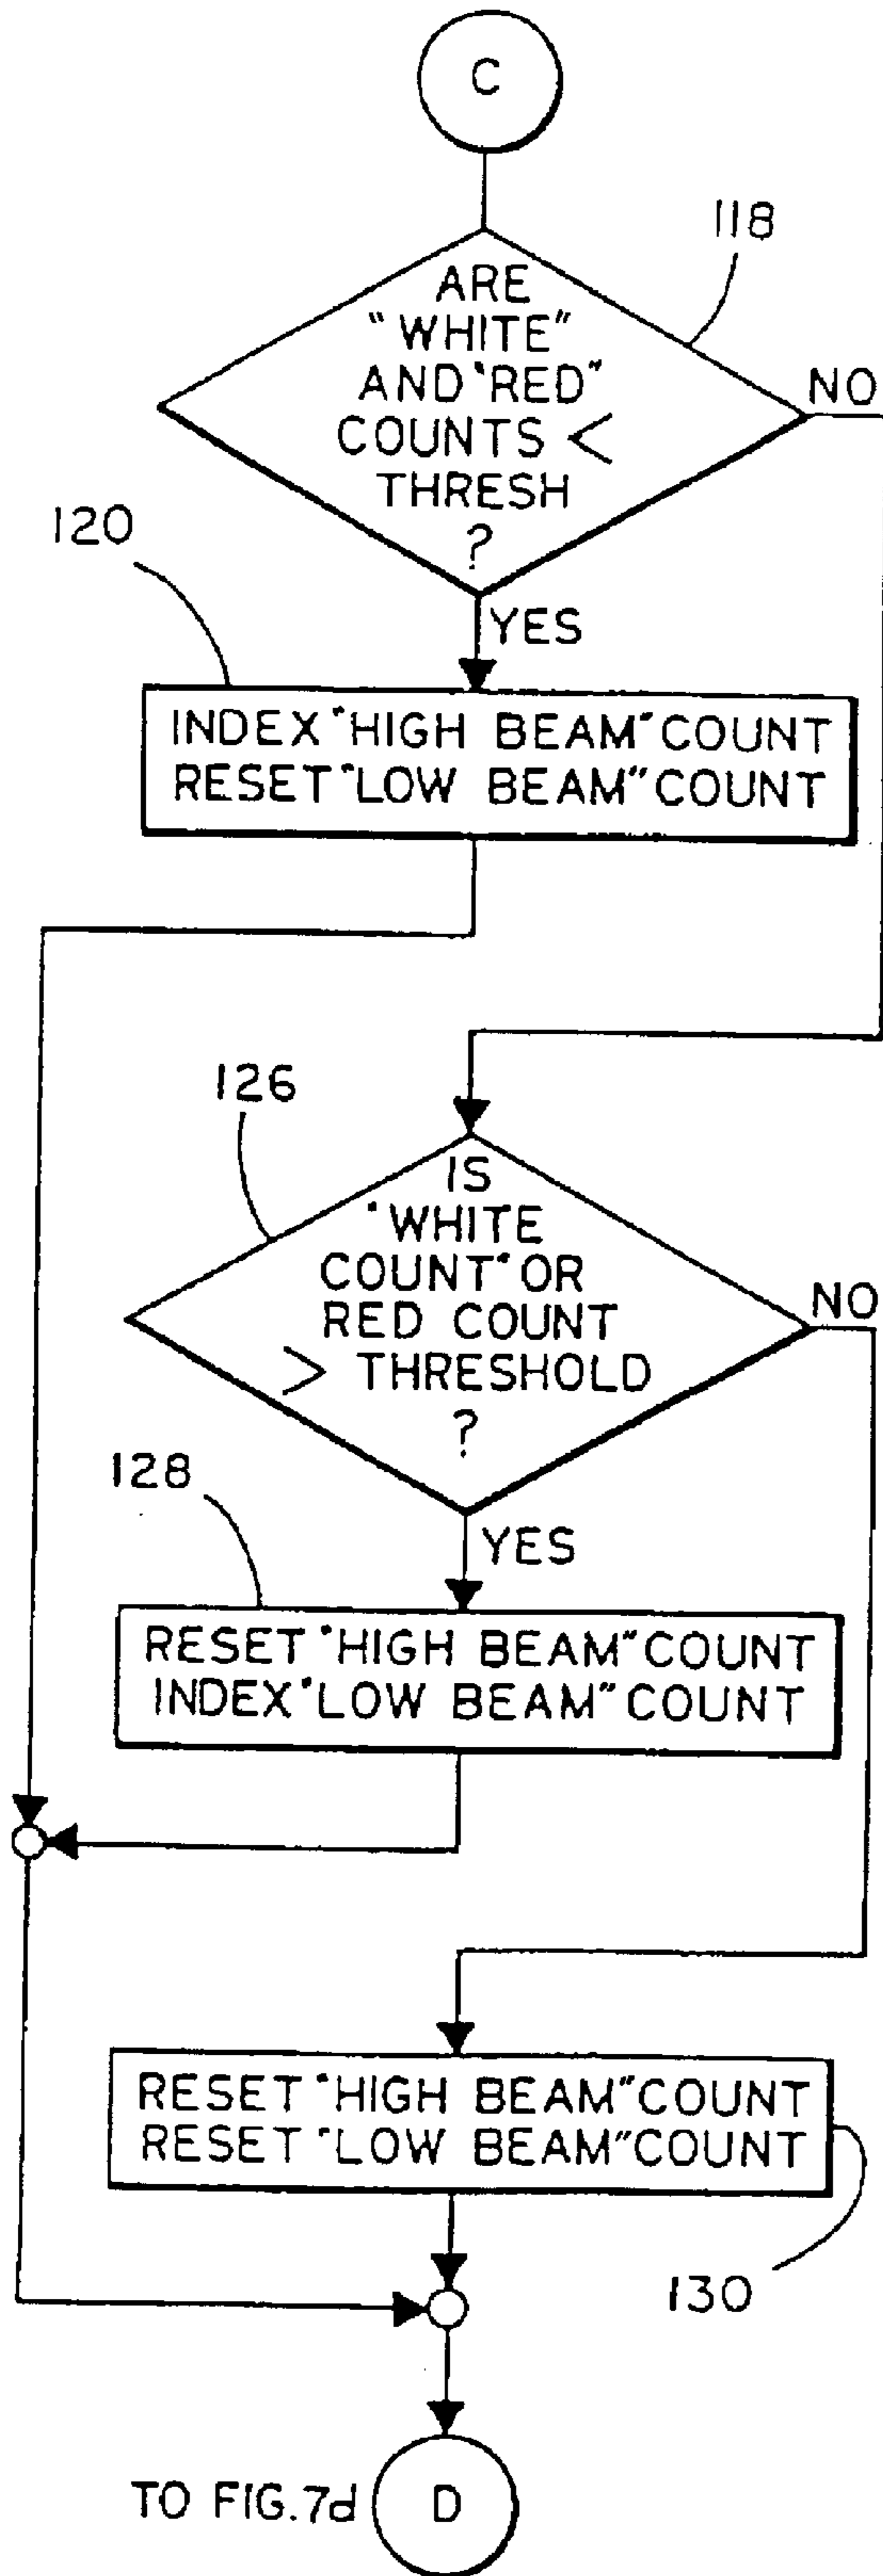 C
118
ARE
"WHITE"
AND "RED"
COUNTS <
THRESH
?
NO
120
YES
INDEX "HIGH BEAM" COUNT
RESET "LOW BEAM" COUNT
126
IS
"WHITE
COUNT" OR
RED COUNT
> THRESHOLD
?
NO
128
YES
RESET "HIGH BEAM" COUNT
INDEX "LOW BEAM" COUNT
RESET "HIGH BEAM" COUNT
RESET "LOW BEAM" COUNT
130
TO FIG.7d D